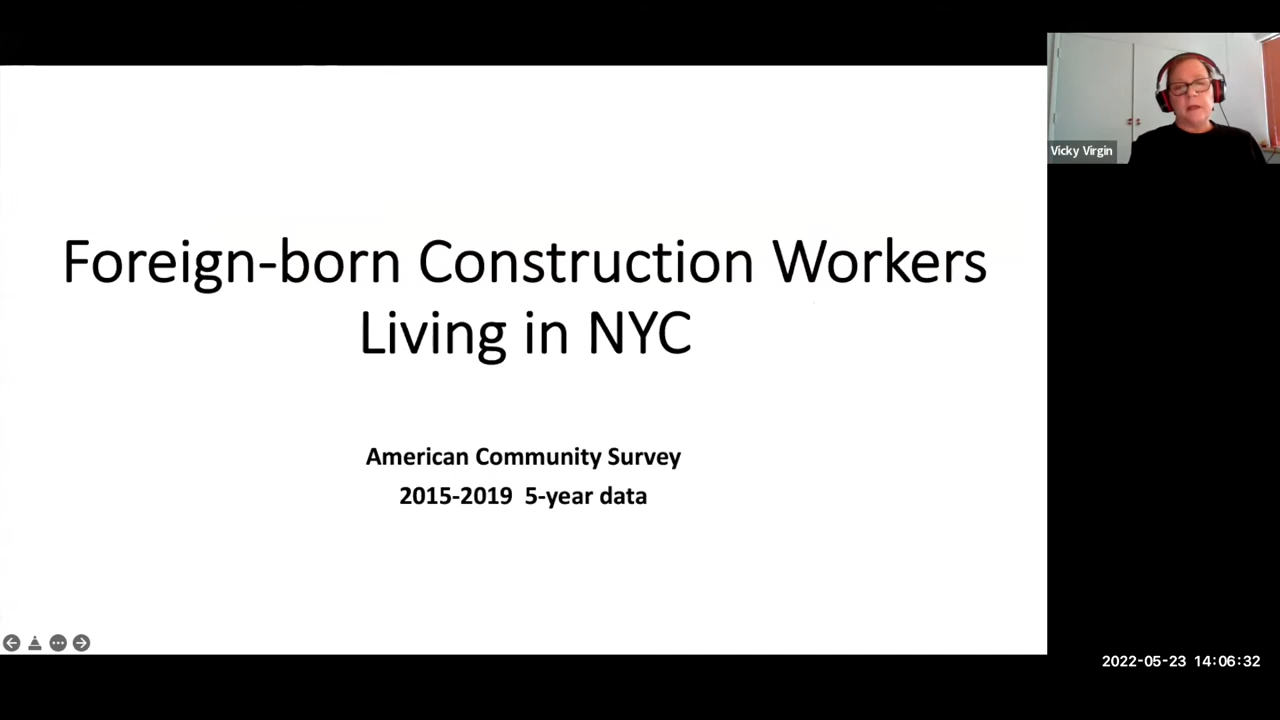 Foreign-born Construction Workers
Living in NYC
American Community Survey
2015-2019 5-year data
Vicky Virgin
2022-05-23 14:06:32